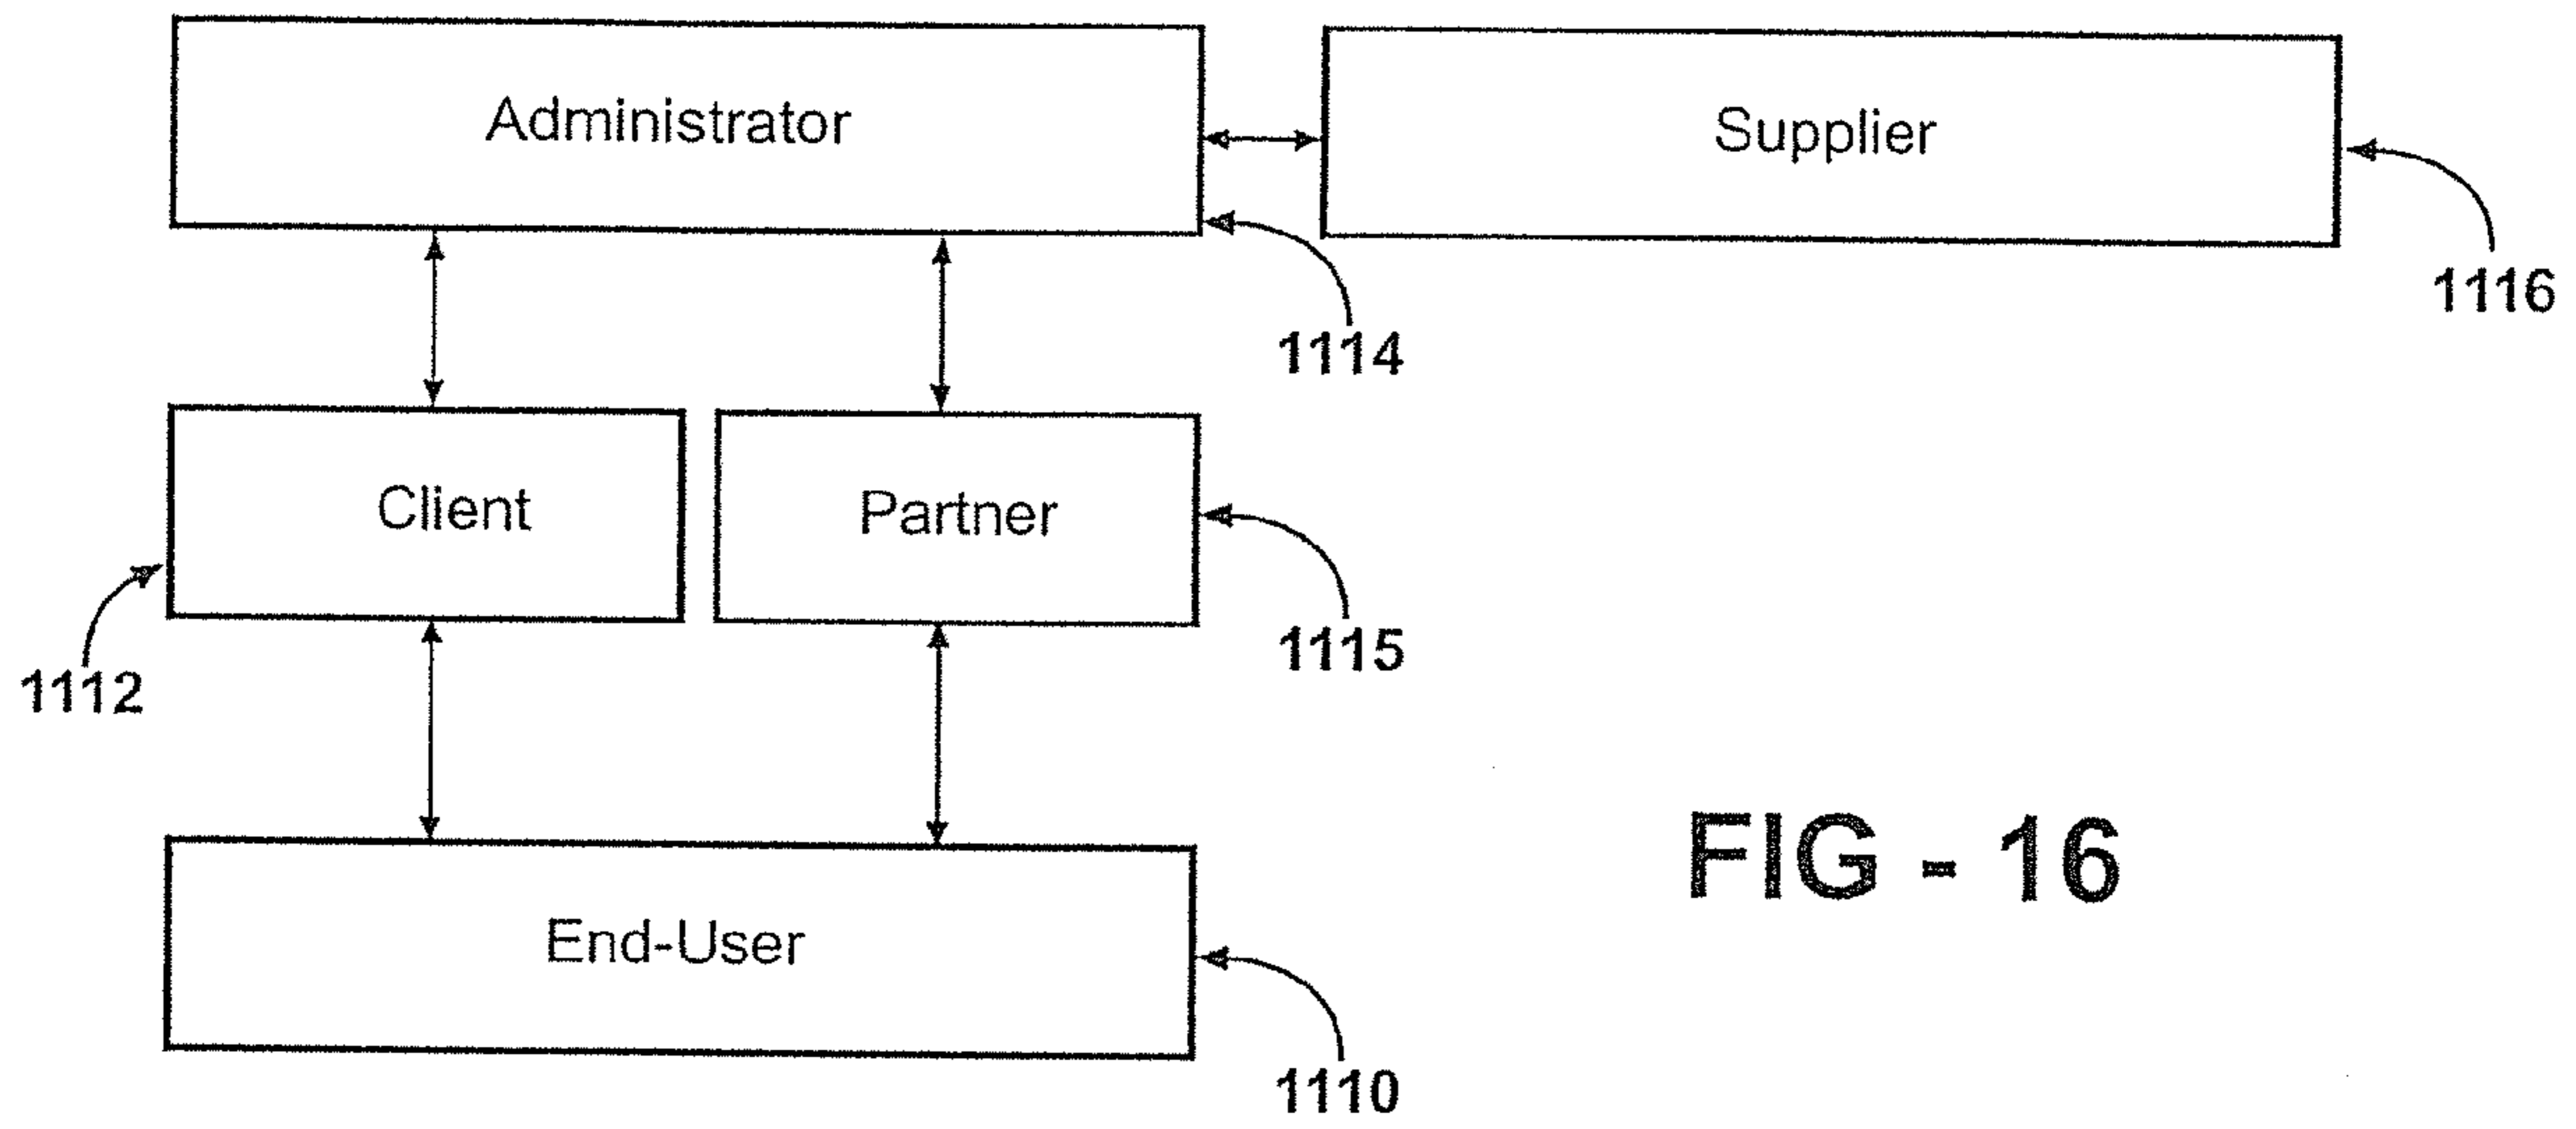 Administrator
Supplier
1116
1114
Client
Partner
1115
1112
End-User
1110
FIG - 16